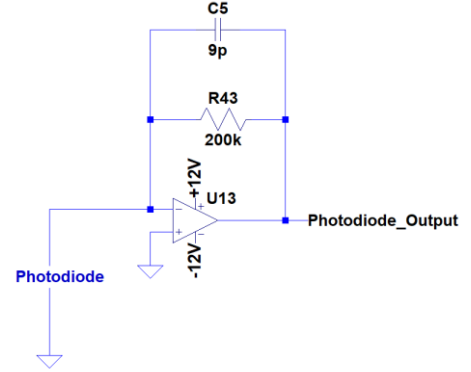 C5
9p
R43
200k
+12V
U13
Photodiode_Output
-12V
Photodiode